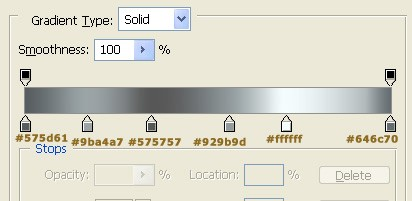 Gradient Type: Solid
Smoothness: 100 %
#575d61 #9ba4a7 #575757 #929b9d #ffffff #646c70
Stops
Opacity: % Location: % Delete